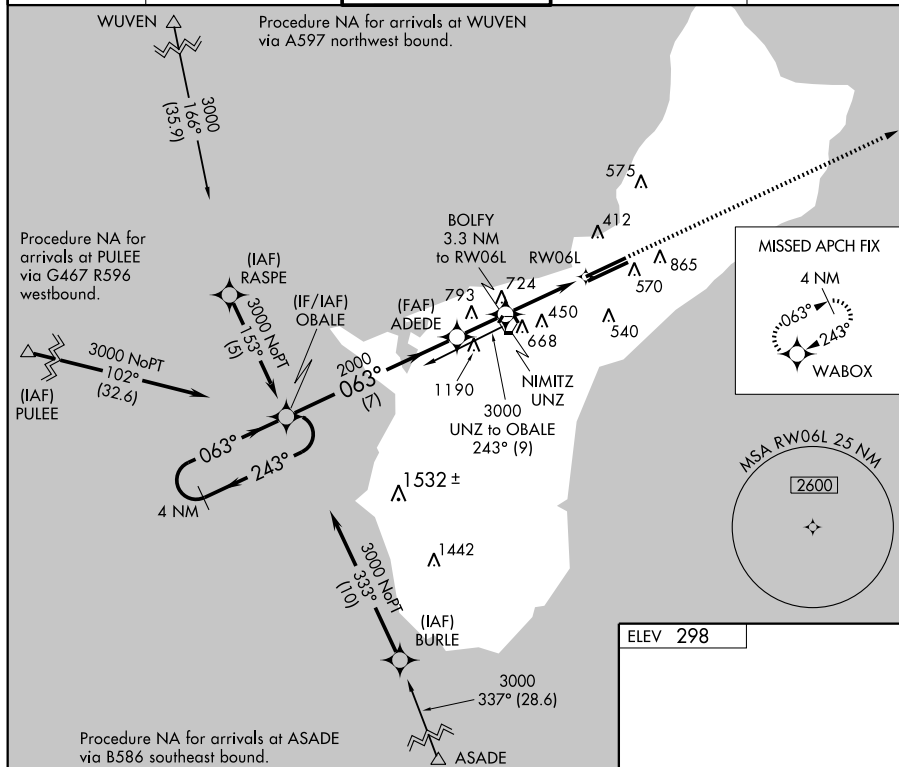 WUVEN
Procedure NA for arrivals at WUVEN
via A597 northwest bound.
3000
166°
(35.9)
575
412
BOLFY
3.3 NM
to RW06L
RW06L
865
570
MISSED APCH FIX
4 NM
063°
243°
WABOX
Procedure NA for
arrivals at PULEE
via G467 R596
westbound.
(IAF)
RASPE
(IF/IAF)
OBALE
(FAF)
ADEDE
793
724
450
668
540
3000 NoPT
153°
(5)
3000 NoPT
102°
(32.6)
(IAF)
PULEE
2000
063°
(7)
1190
NIMITZ
UNZ
3000
UNZ to OBALE
243° (9)
063°
243°
4 NM
MSA RW06L 25 NM
2600
1532 ±
1442
3000 NoPT
333°
(10)
(IAF)
BURLE
ELEV 298
3000
337° (28.6)
Procedure NA for arrivals at ASADE
via B586 southeast bound.
ASADE